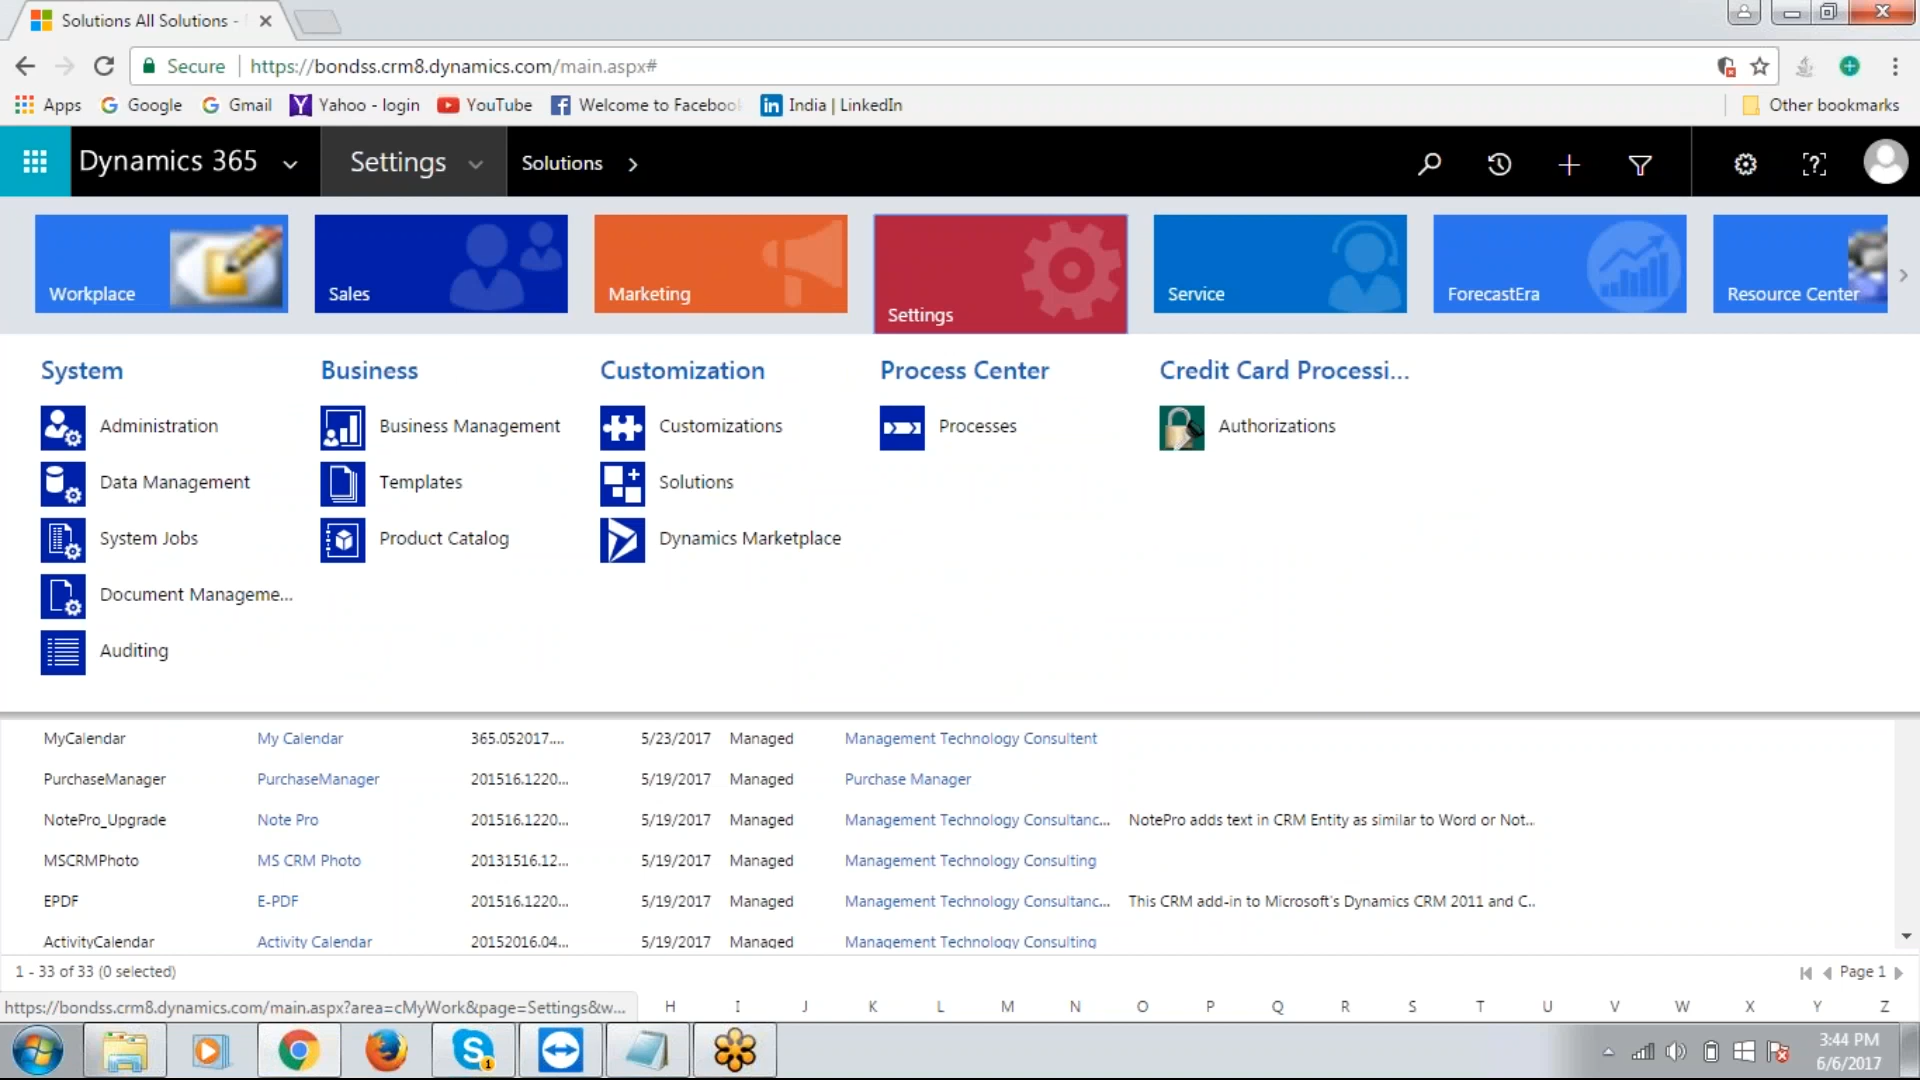 Solutions All Solutions -
Secure https://bondss.crm8.dynamics.com/main.aspx#
Apps Google Gmail Yahoo - login YouTube Welcome to Facebook India | LinkedIn Other bookmarks
Dynamics 365 Settings Solutions
Workplace Sales Marketing Settings Service ForecastEra Resource Center
System Business Customization Process Center Credit Card Processi...
Administration Business Management Customizations Processes Authorizations
Data Management Templates Solutions
System Jobs Product Catalog Dynamics Marketplace
Document Manageme...
Auditing
MyCalendar My Calendar 365.052017.... 5/23/2017 Managed Management Technology Consultent
PurchaseManager PurchaseManager 201516.1220... 5/19/2017 Managed Purchase Manager
NotePro_Upgrade Note Pro 201516.1220... 5/19/2017 Managed Management Technology Consultanc... NotePro adds text in CRM Entity as similar to Word or Not...
MSCRMPhoto MS CRM Photo 20131516.12... 5/19/2017 Managed Management Technology Consulting
EPDF E-PDF 201516.1220... 5/19/2017 Managed Management Technology Consultanc... This CRM add-in to Microsoft's Dynamics CRM 2011 and C...
ActivityCalendar Activity Calendar 20152016.04... 5/19/2017 Managed Management Technology Consulting
1 - 33 of 33 (0 selected) Page 1
https://bondss.crm8.dynamics.com/main.aspx?area=cMyWork&page=Settings&w... H I J K L M N O P Q R S T U V W X Y Z
3:44 PM
6/6/2017